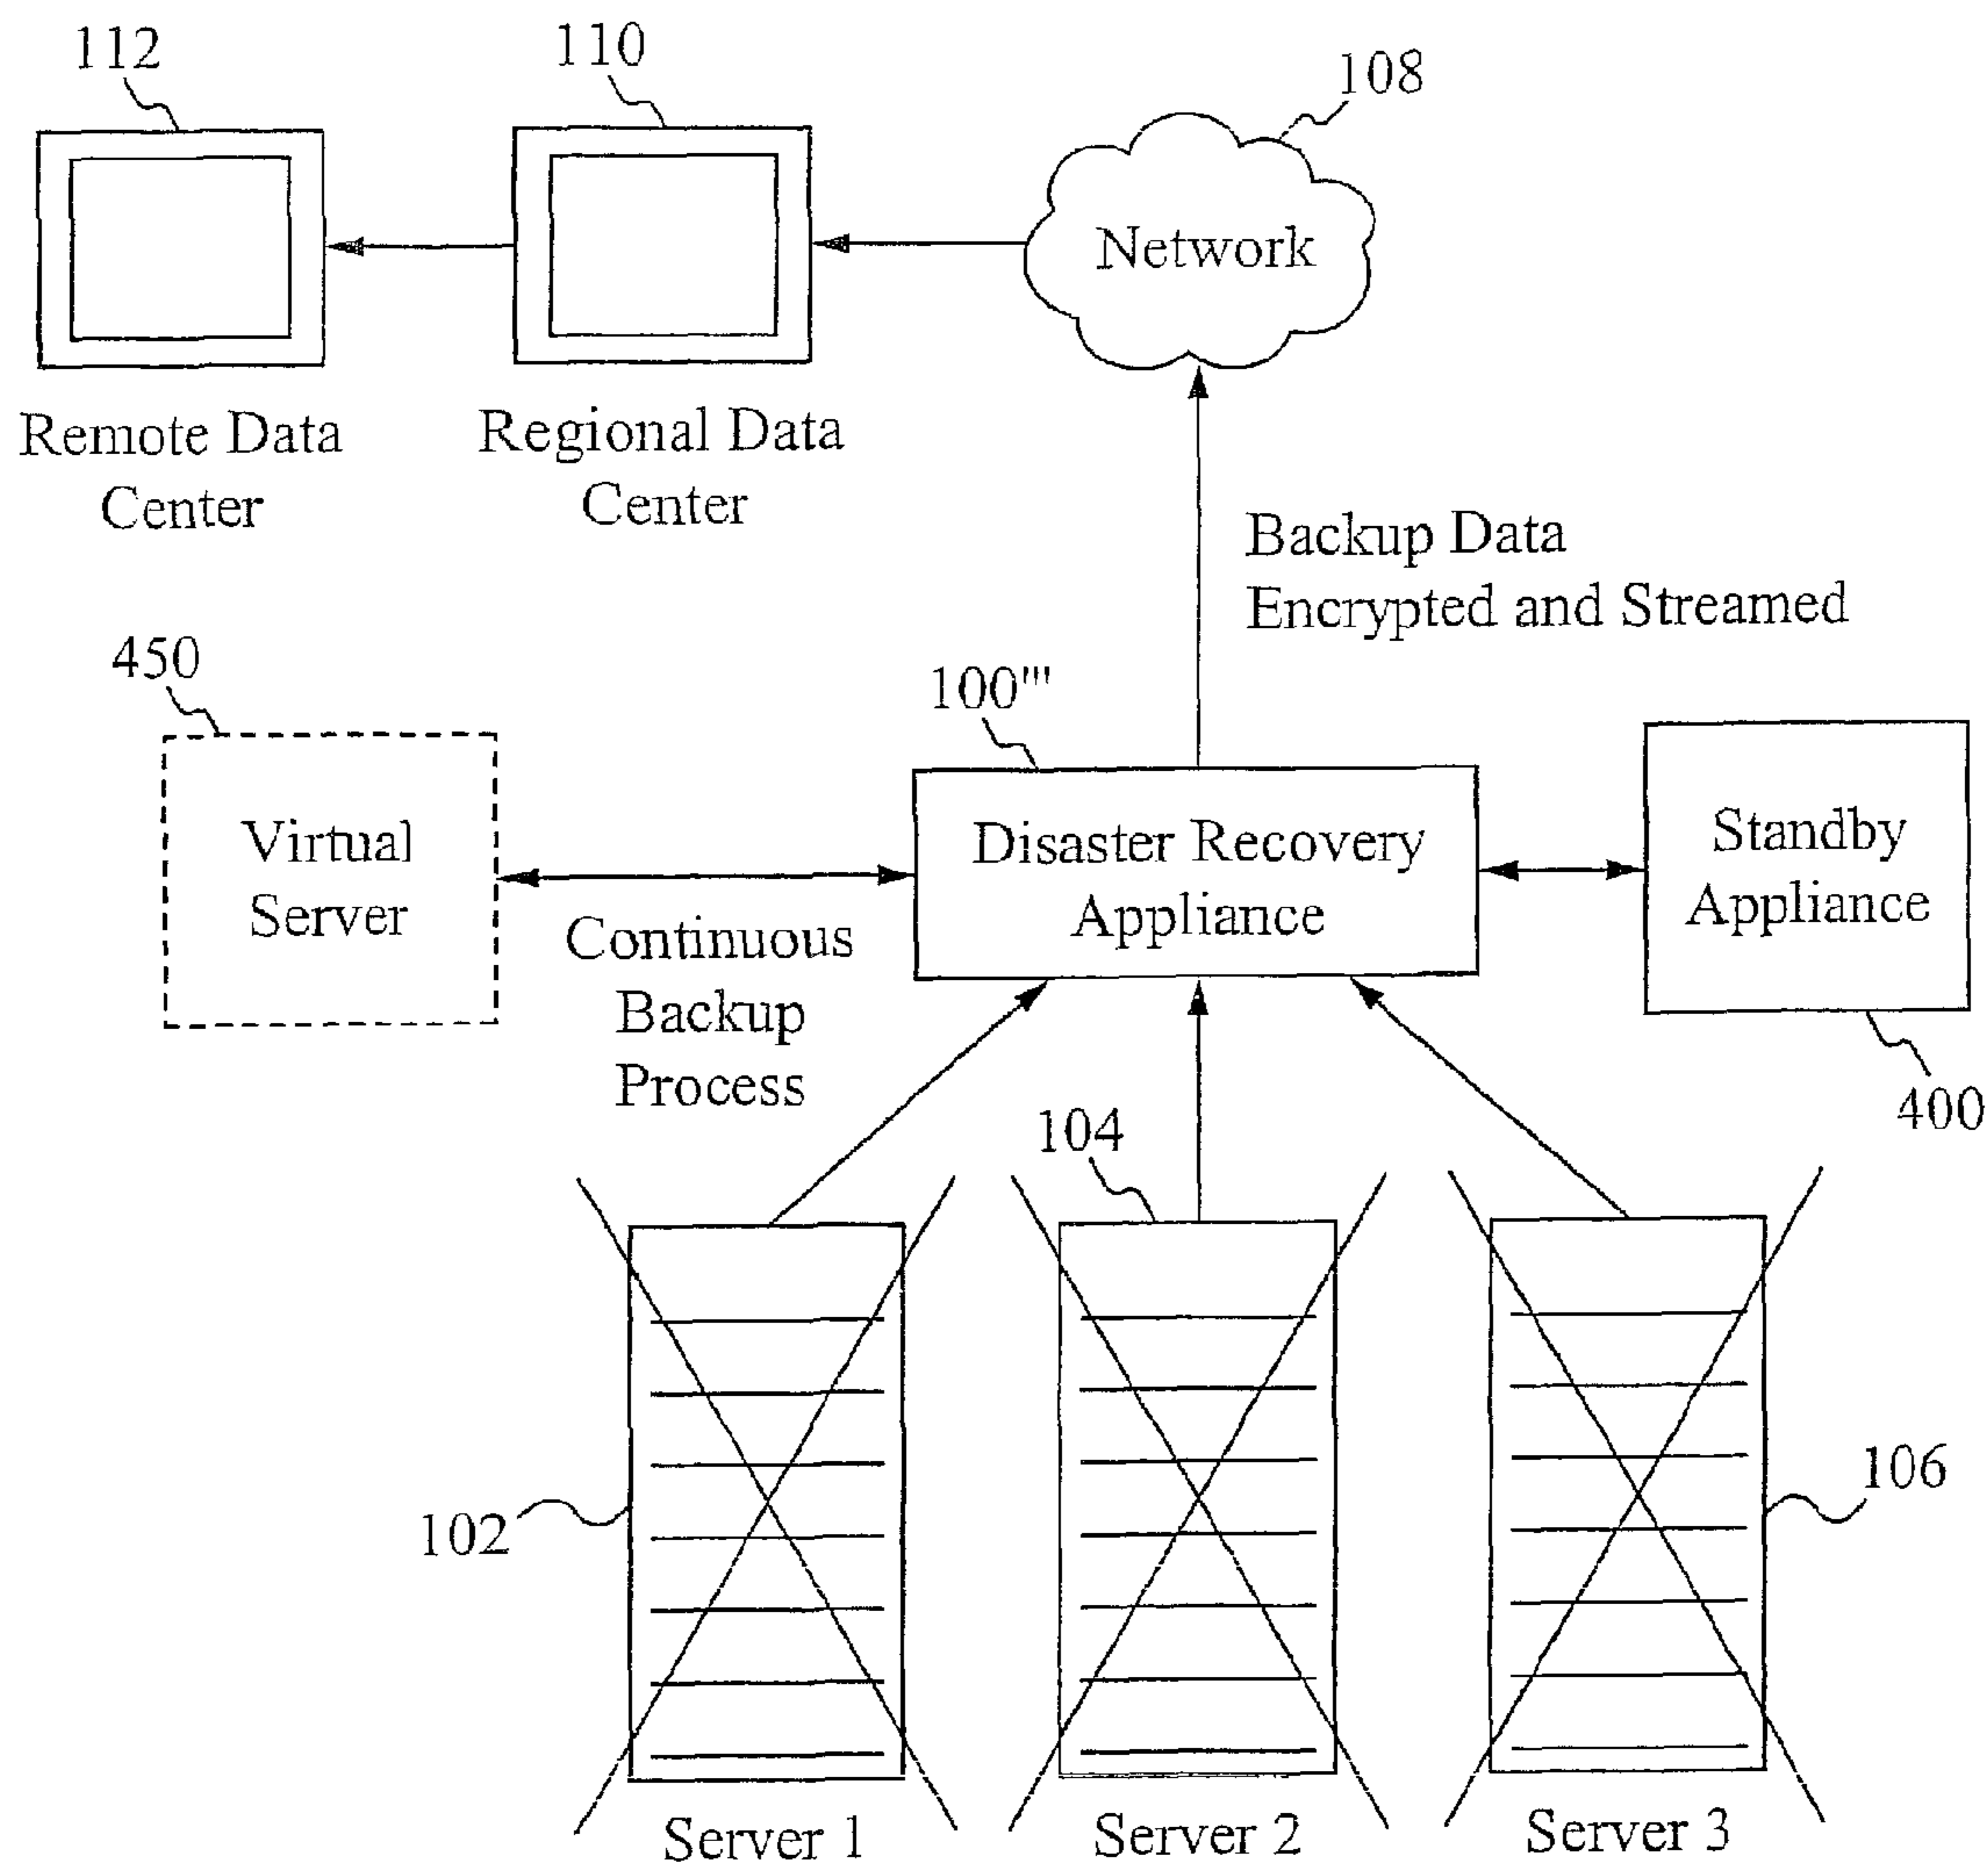 112
110
108
Network
Remote Data
Center
Regional Data
Center
Backup Data
Encrypted and Streamed
450
100'''
Virtual
Server
Disaster Recovery
Appliance
Standby
Appliance
Continuous
Backup
Process
400
104
102
106
Server 1
Server 2
Server 3